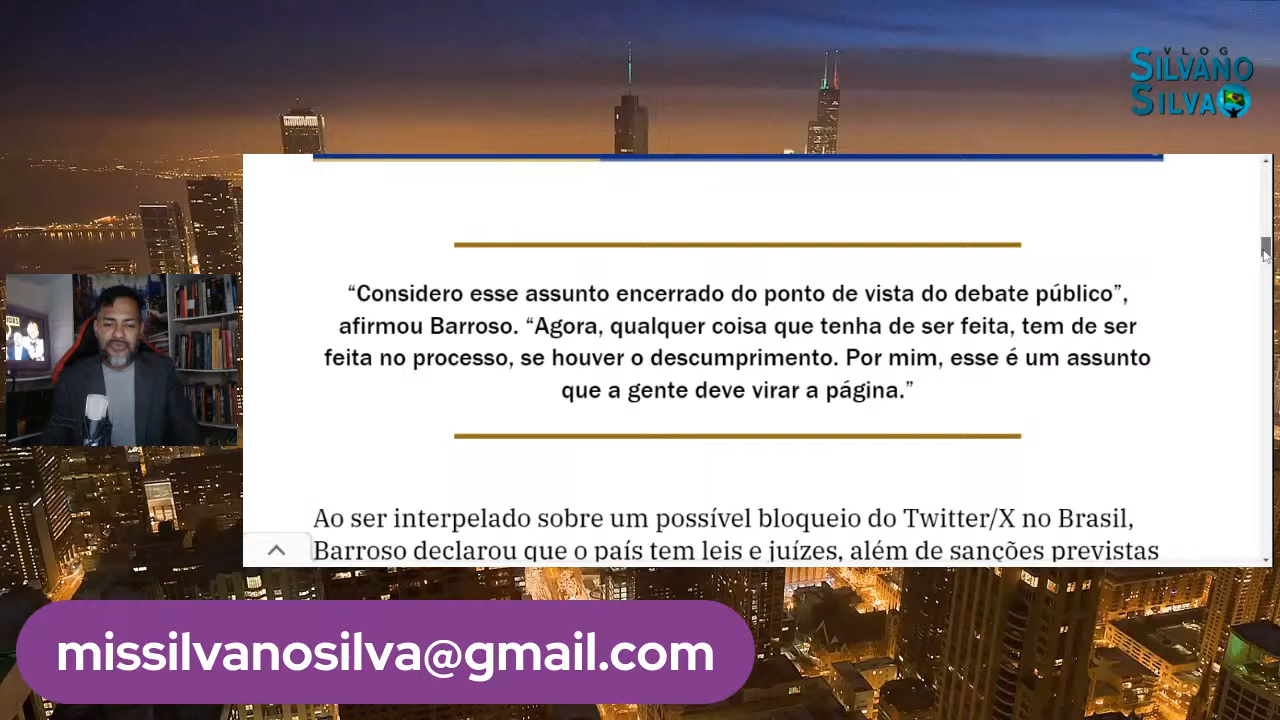 VLOG
SILVANO
SILVA
“Considero esse assunto encerrado do ponto de vista do debate público”,
afirmou Barroso. “Agora, qualquer coisa que tenha de ser feita, tem de ser
feita no processo, se houver o descumprimento. Por mim, esse é um assunto
que a gente deve virar a página.”
Ao ser interpelado sobre um possível bloqueio do Twitter/X no Brasil,
Barroso declarou que o país tem leis e juízes, além de sanções previstas
missilvanosilva@gmail.com